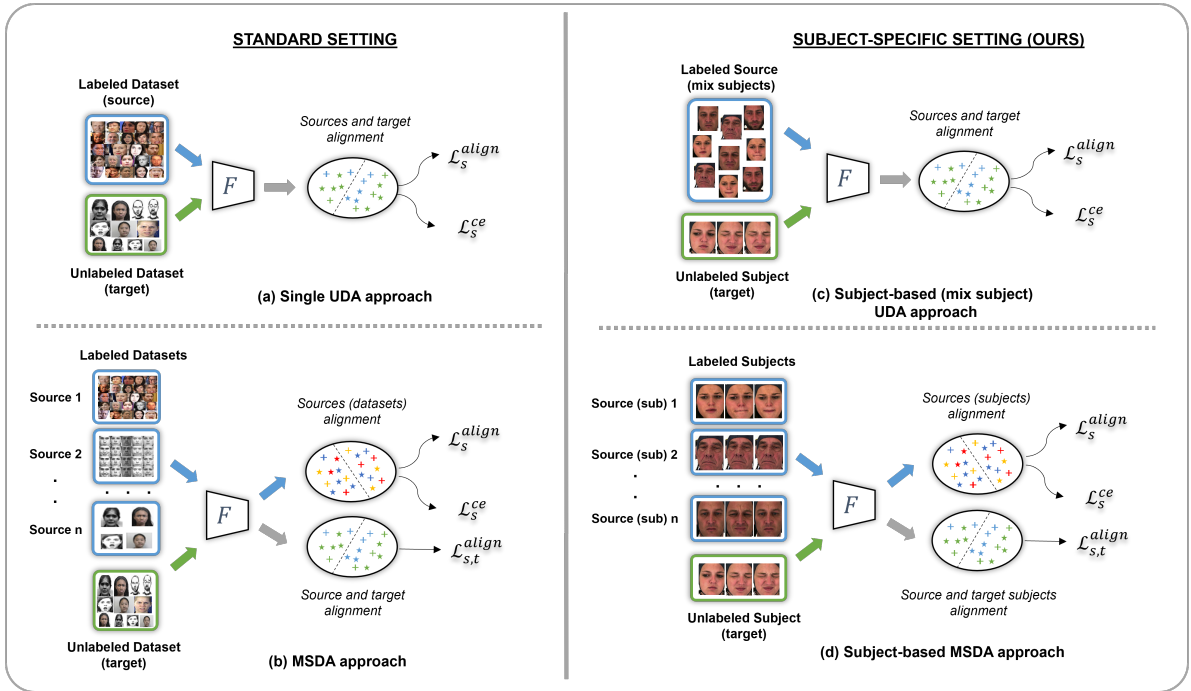 STANDARD SETTING
Labeled Dataset
(source)
Sources and target
alignment
F
ℒ_s^{align}
ℒ_s^{ce}
Unlabeled Dataset
(target)
(a) Single UDA approach
Labeled Datasets
Source 1
Source 2
.
.
. . .
Source n
Sources (datasets)
alignment
F
ℒ_s^{align}
ℒ_s^{ce}
ℒ_{s,t}^{align}
Source and target
alignment
Unlabeled Dataset
(target)
(b) MSDA approach
SUBJECT-SPECIFIC SETTING (OURS)
Labeled Source
(mix subjects)
Sources and target
alignment
F
ℒ_s^{align}
ℒ_s^{ce}
Unlabeled Subject
(target)
(c) Subject-based (mix subject)
UDA approach
Labeled Subjects
Source (sub) 1
Source (sub) 2
.
.
. . .
Source (sub) n
Sources (subjects)
alignment
F
ℒ_s^{align}
ℒ_s^{ce}
ℒ_{s,t}^{align}
Source and target subjects
alignment
Unlabeled Subject
(target)
(d) Subject-based MSDA approach